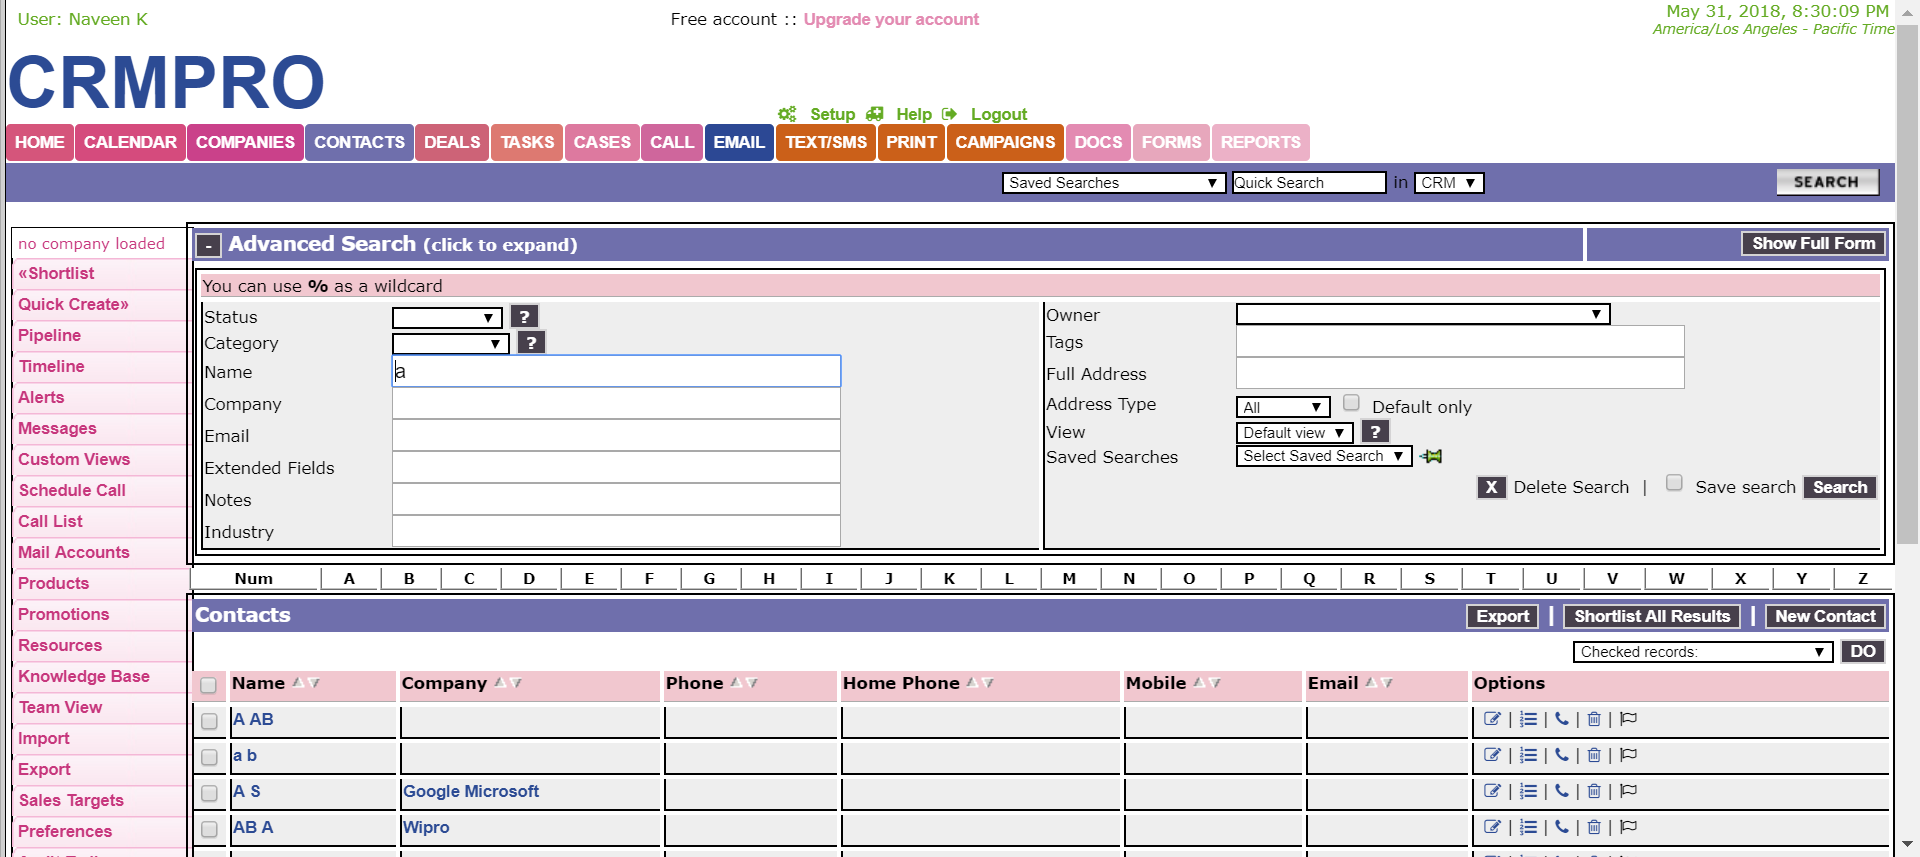 User: Naveen K
Free account :: Upgrade your account
May 31, 2018, 8:30:09 PM
America/Los Angeles - Pacific Time
CRMPRO
Setup Help Logout
HOME CALENDAR COMPANIES CONTACTS DEALS TASKS CASES CALL EMAIL TEXT/SMS PRINT CAMPAIGNS DOCS FORMS REPORTS
Saved Searches Quick Search in CRM SEARCH
no company loaded
«Shortlist
Quick Create»
Pipeline
Timeline
Alerts
Messages
Custom Views
Schedule Call
Call List
Mail Accounts
Products
Promotions
Resources
Knowledge Base
Team View
Import
Export
Sales Targets
Preferences
- Advanced Search (click to expand) Show Full Form
You can use % as a wildcard
Status ?
Category ?
Name a
Company
Email
Extended Fields
Notes
Industry
Owner
Tags
Full Address
Address Type All Default only
View Default view ?
Saved Searches Select Saved Search
X Delete Search | Save search Search
Num A B C D E F G H I J K L M N O P Q R S T U V W X Y Z
Contacts Export | Shortlist All Results | New Contact
Checked records: DO
Name Company Phone Home Phone Mobile Email Options
A AB | | | |
a b | | | |
A S Google Microsoft | | | |
AB A Wipro | | | |